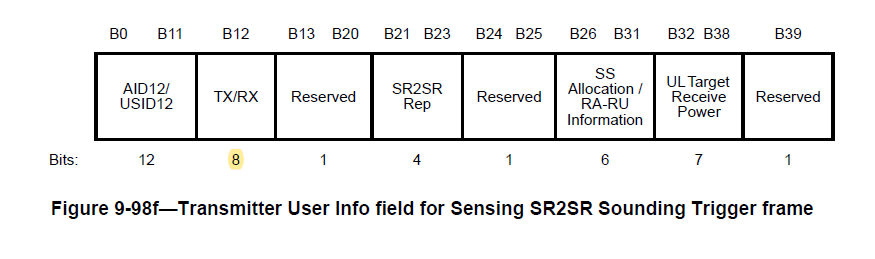 B0 B11 B12 B13 B20 B21 B23 B24 B25 B26 B31 B32 B38 B39
AID12/
USID12
TX/RX
Reserved
SR2SR
Rep
Reserved
SS
Allocation /
RA-RU
Information
UL Target
Receive
Power
Reserved
Bits: 12 8 1 4 1 6 7 1
Figure 9-98f—Transmitter User Info field for Sensing SR2SR Sounding Trigger frame